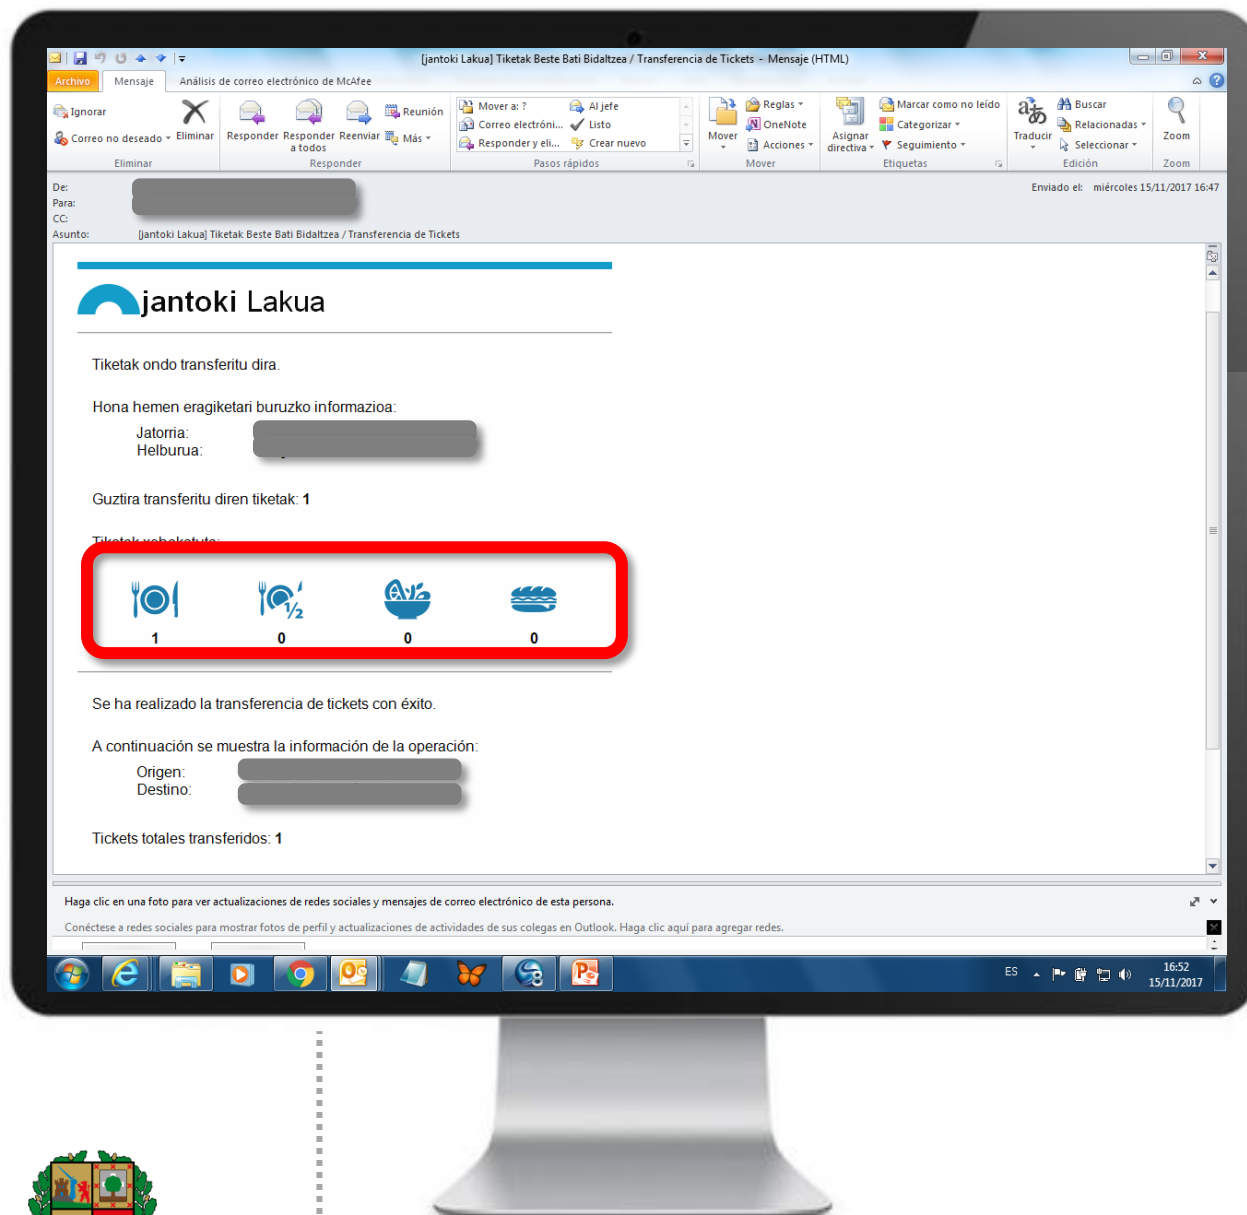 [jantoki Lakua] Tiketak Beste Bati Bidaltzea / Transferencia de Tickets - Mensaje (HTML)
Archivo Mensaje Análisis de correo electrónico de McAfee
Ignorar
Correo no deseado
Eliminar
Eliminar
Responder
Responder a todos
Reenviar
Reunión
Más
Responder
Mover a: ?
Correo electróni...
Responder y eli...
Al jefe
Listo
Crear nuevo
Pasos rápidos
Mover
Reglas
OneNote
Acciones
Mover
Asignar directiva
Marcar como no leído
Categorizar
Seguimiento
Etiquetas
Traducir
Buscar
Relacionadas
Seleccionar
Edición
Zoom
Zoom
De:
Enviado el: miércoles 15/11/2017 16:47
Para:
CC:
Asunto: [jantoki Lakua] Tiketak Beste Bati Bidaltzea / Transferencia de Tickets
jantoki Lakua
Tiketak ondo transferitu dira.
Hona hemen eragiketari buruzko informazioa:
Jatorria:
Helburua:
Guztira transferitu diren tiketak: 1
Tiketak xehakatuta:
1/2
1 0 0 0
Se ha realizado la transferencia de tickets con éxito.
A continuación se muestra la información de la operación:
Origen:
Destino:
Tickets totales transferidos: 1
Haga clic en una foto para ver actualizaciones de redes sociales y mensajes de correo electrónico de esta persona.
Conéctese a redes sociales para mostrar fotos de perfil y actualizaciones de actividades de sus colegas en Outlook. Haga clic aquí para agregar redes.
ES
16:52
15/11/2017